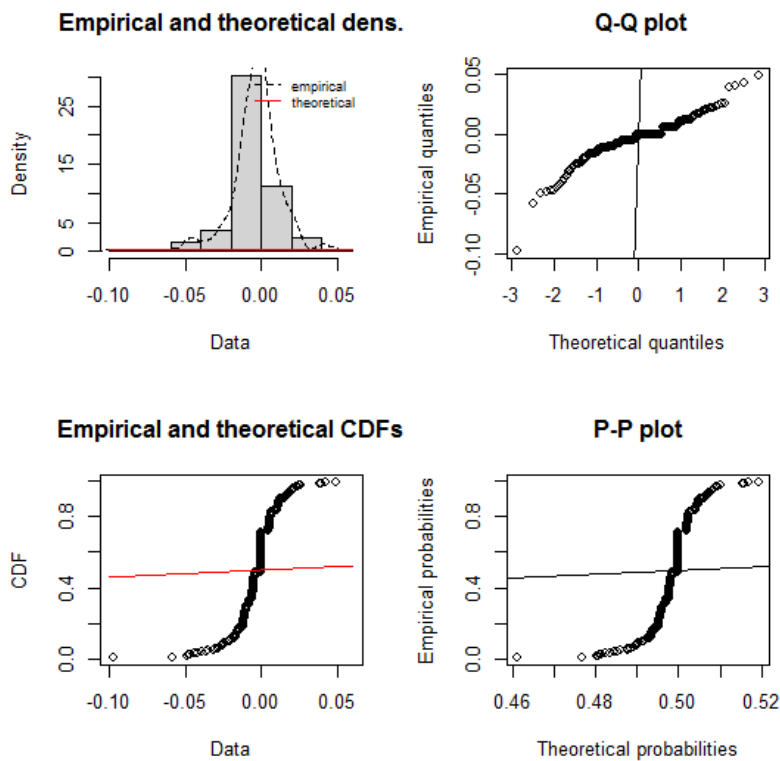 Empirical and theoretical dens.
Density
0 5 15 25
empirical
theoretical
-0.10 -0.05 0.00 0.05
Data
Q-Q plot
Empirical quantiles
-0.10 -0.05 0.00 0.05
-3 -2 -1 0 1 2 3
Theoretical quantiles
Empirical and theoretical CDFs
CDF
0.0 0.4 0.8
-0.10 -0.05 0.00 0.05
Data
P-P plot
Empirical probabilities
0.0 0.4 0.8
0.46 0.48 0.50 0.52
Theoretical probabilities